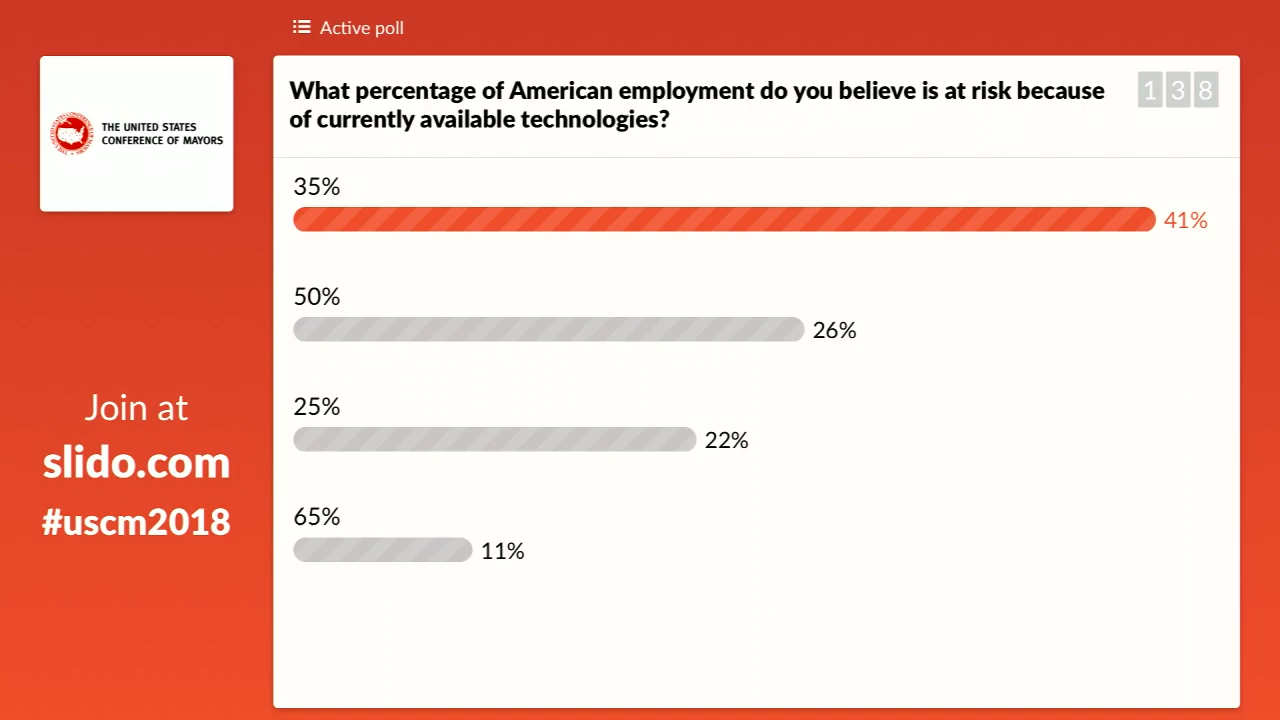 Active poll
THE UNITED STATES
CONFERENCE OF MAYORS
What percentage of American employment do you believe is at risk because
of currently available technologies?
138
35%
41%
50%
26%
25%
22%
65%
11%
Join at
slido.com
#uscm2018